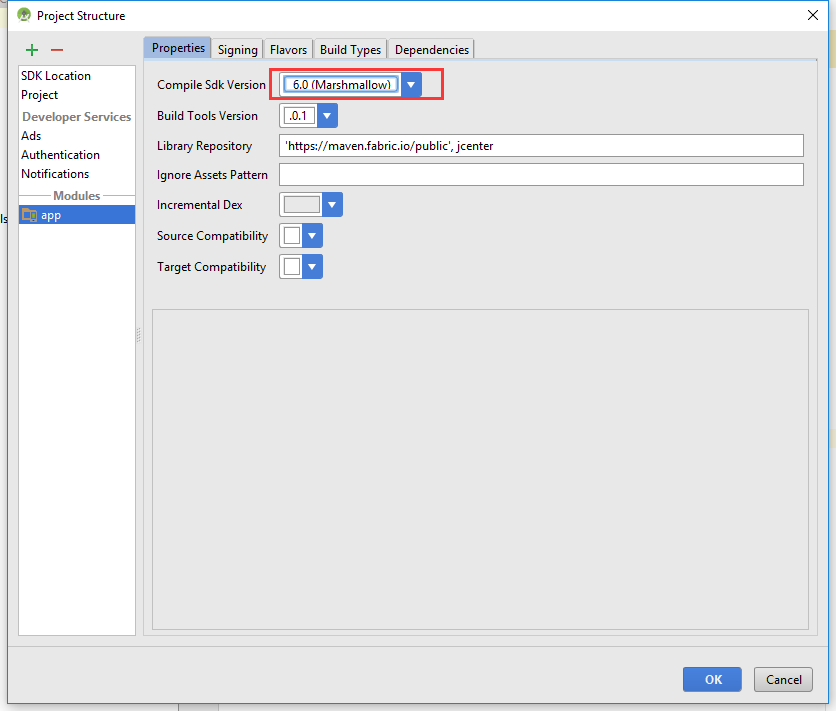 Project Structure
Properties Signing Flavors Build Types Dependencies
SDK Location
Project
Developer Services
Ads
Authentication
Notifications
Modules
app
Compile Sdk Version 6.0 (Marshmallow)
Build Tools Version .0.1
Library Repository 'https://maven.fabric.io/public', jcenter
Ignore Assets Pattern
Incremental Dex
Source Compatibility
Target Compatibility
OK Cancel